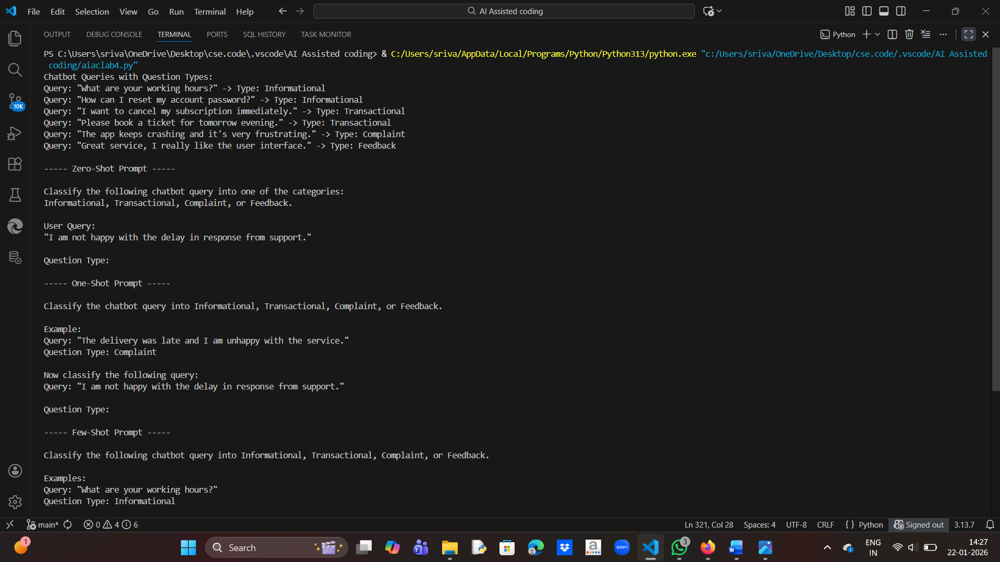 File Edit Selection View Go Run Terminal Help AI Assisted coding
OUTPUT DEBUG CONSOLE TERMINAL PORTS SQL HISTORY TASK MONITOR Python
PS C:\Users\sriva\OneDrive\Desktop\cse.code\.vscode\AI Assisted coding> & C:/Users/sriva/AppData/Local/Programs/Python/Python313/python.exe "c:/Users/sriva/OneDrive/Desktop/cse.code/.vscode/AI Assisted
coding/aiaclab4.py"
Chatbot Queries with Question Types:
Query: "What are your working hours?" -> Type: Informational
Query: "How can I reset my account password?" -> Type: Informational
Query: "I want to cancel my subscription immediately." -> Type: Transactional
Query: "Please book a ticket for tomorrow evening." -> Type: Transactional
Query: "The app keeps crashing and it's very frustrating." -> Type: Complaint
Query: "Great service, I really like the user interface." -> Type: Feedback
----- Zero-Shot Prompt -----
Classify the following chatbot query into one of the categories:
Informational, Transactional, Complaint, or Feedback.
User Query:
"I am not happy with the delay in response from support."
Question Type:
----- One-Shot Prompt -----
Classify the chatbot query into Informational, Transactional, Complaint, or Feedback.
Example:
Query: "The delivery was late and I am unhappy with the service."
Question Type: Complaint
Now classify the following query:
Query: "I am not happy with the delay in response from support."
Question Type:
----- Few-Shot Prompt -----
Classify the following chatbot query into Informational, Transactional, Complaint, or Feedback.
Examples:
Query: "What are your working hours?"
Question Type: Informational
10K
main* 0 4 6 Ln 321, Col 28 Spaces: 4 UTF-8 CRLF { } Python Signed out 3.13.7
1 Search a zoom 3 W ENG 14:27
IN 22-01-2026